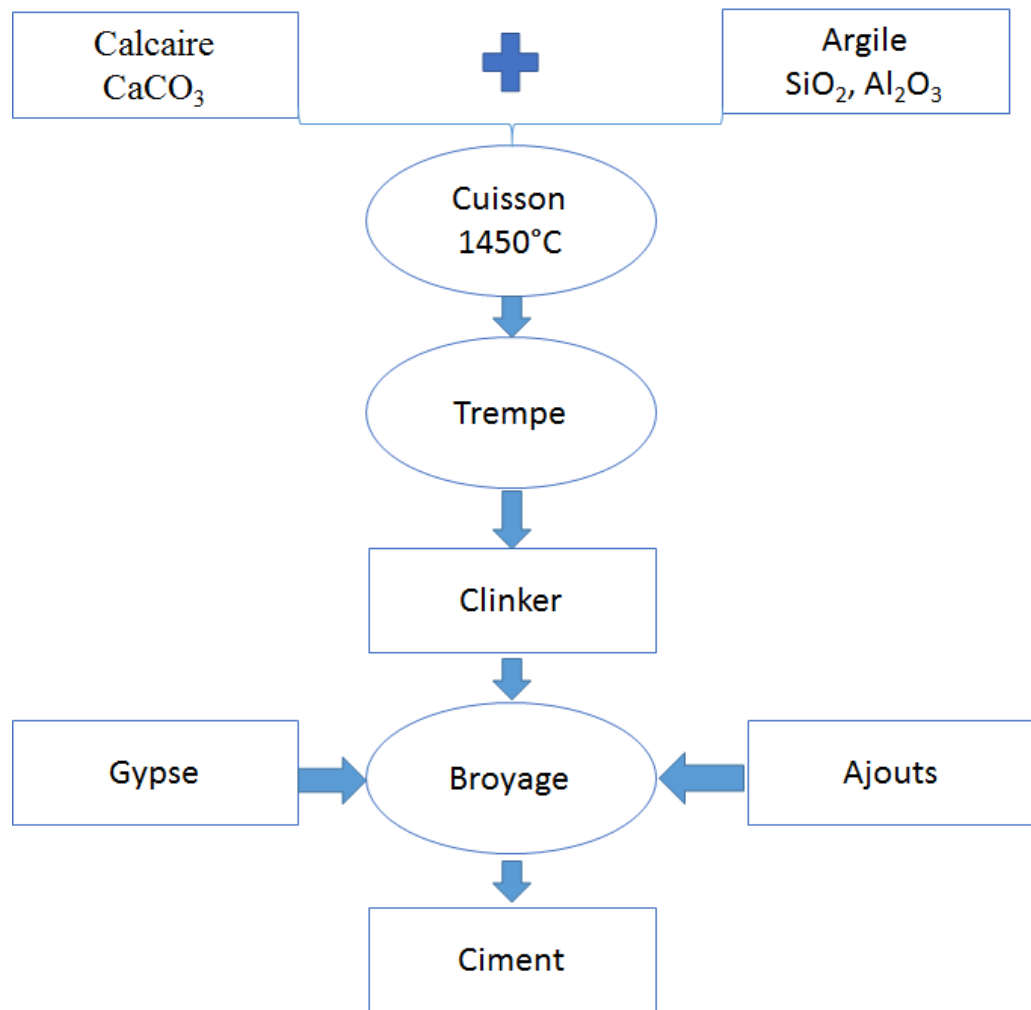 Calcaire
CaCO₃
Argile
SiO₂, Al₂O₃
Cuisson
1450°C
Trempe
Clinker
Gypse
Broyage
Ajouts
Ciment